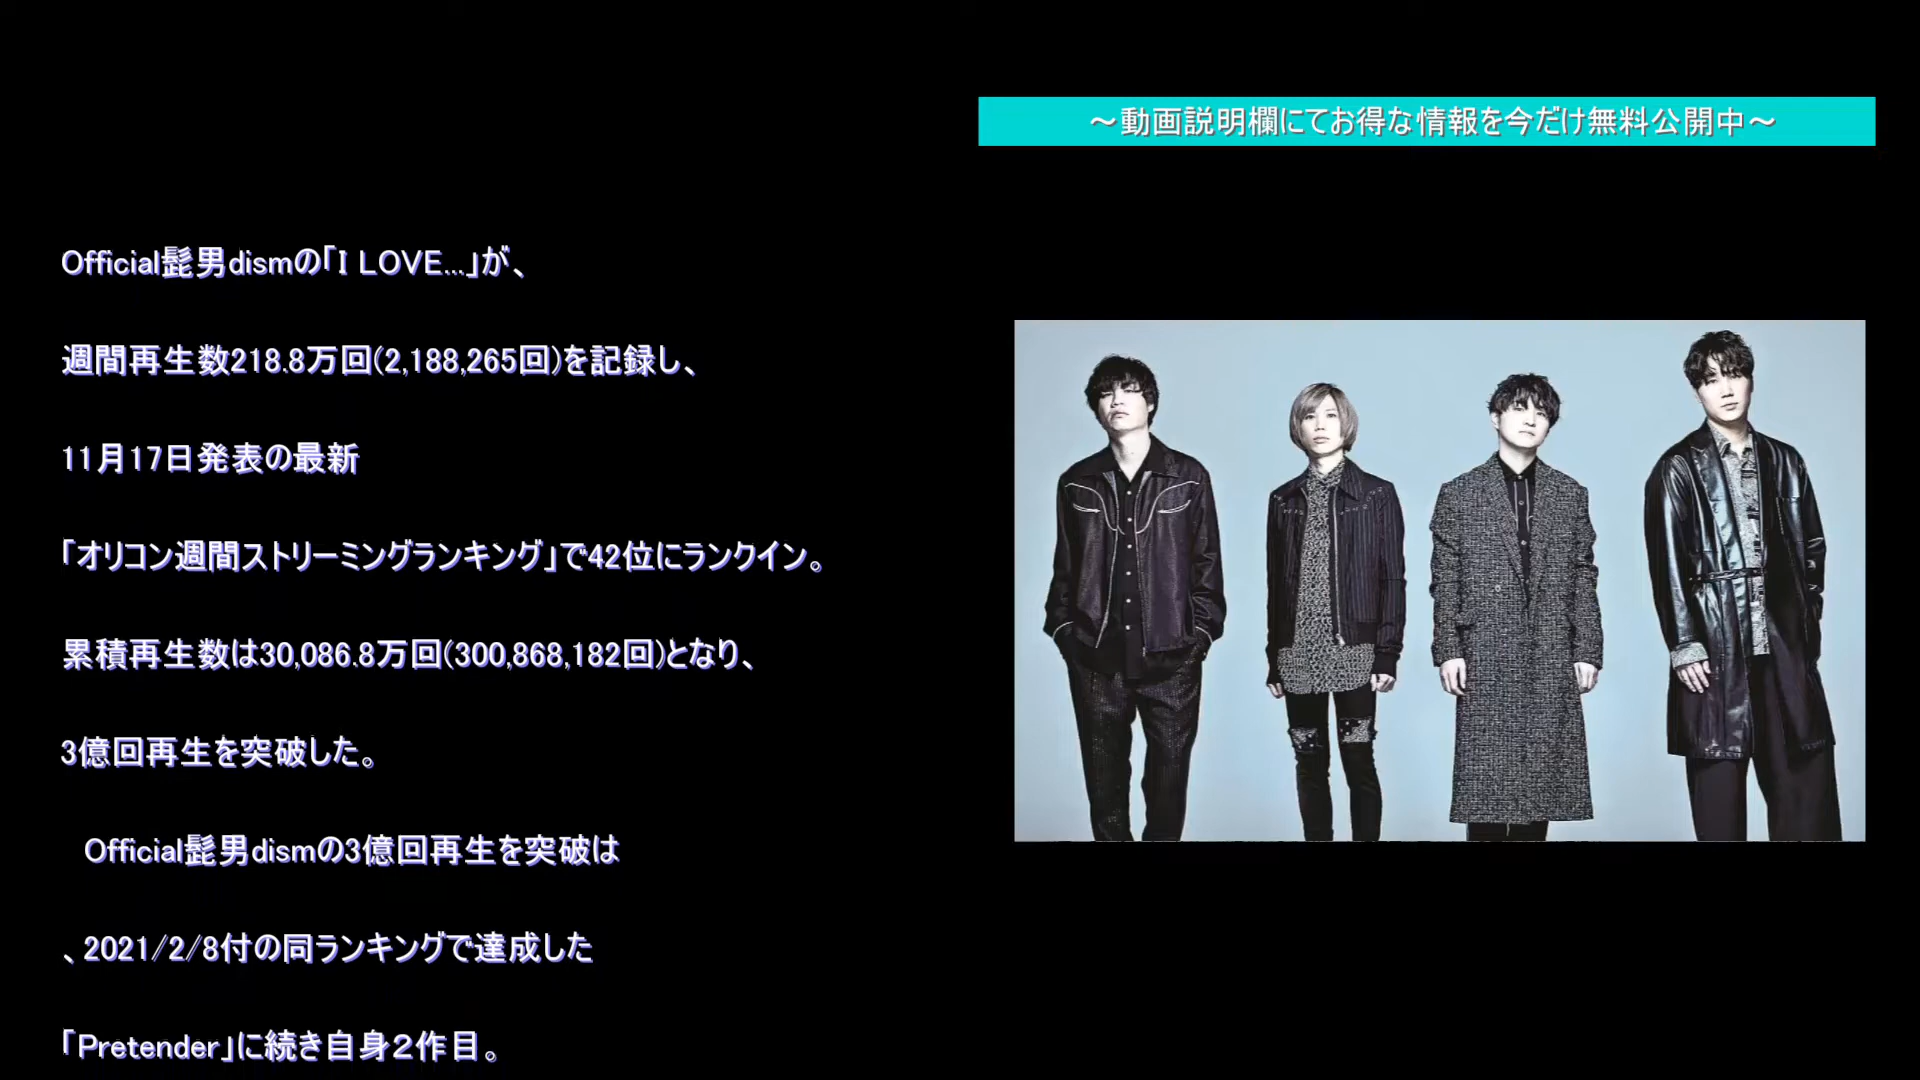 ～動画説明欄にてお得な情報を今だけ無料公開中～
Official髭男dismの「I LOVE...」が、
週間再生数218.8万回(2,188,265回)を記録し、
11月17日発表の最新
「オリコン週間ストリーミングランキング」で42位にランクイン。
累積再生数は30,086.8万回(300,868,182回)となり、
3億回再生を突破した。
　Official髭男dismの3億回再生を突破は
、2021/2/8付の同ランキングで達成した
「Pretender」に続き自身２作目。